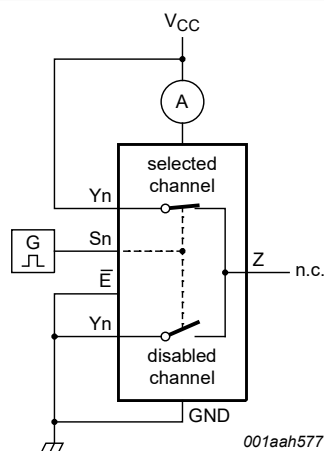 VCC
A
selected
channel
Yn
G
Sn
E̅
Z
n.c.
Yn
disabled
channel
GND
001aah577